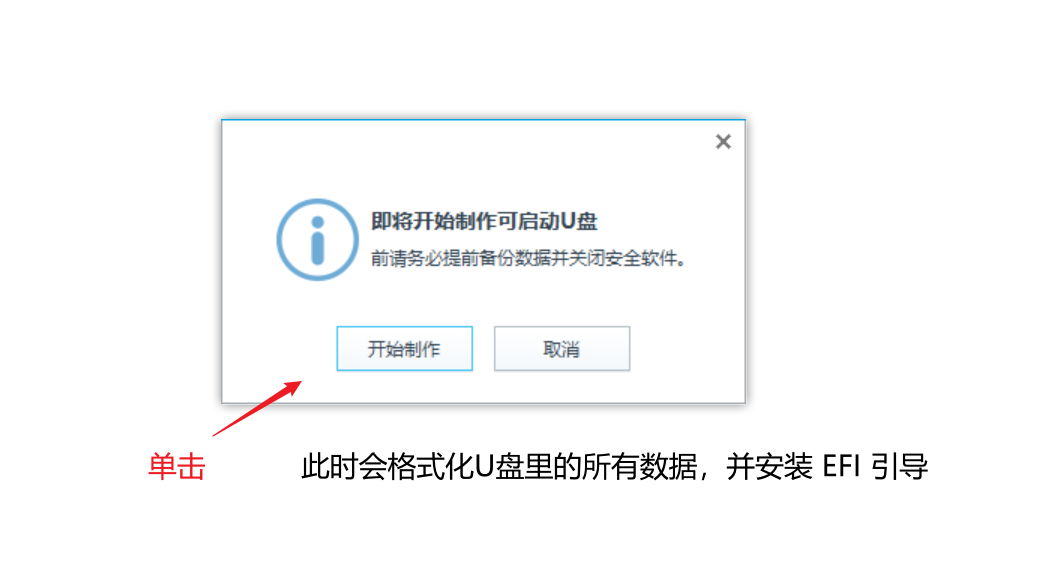 即将开始制作可启动U盘
前请务必提前备份数据并关闭安全软件。
开始制作
取消
单击
此时会格式化U盘里的所有数据，并安装 EFI 引导